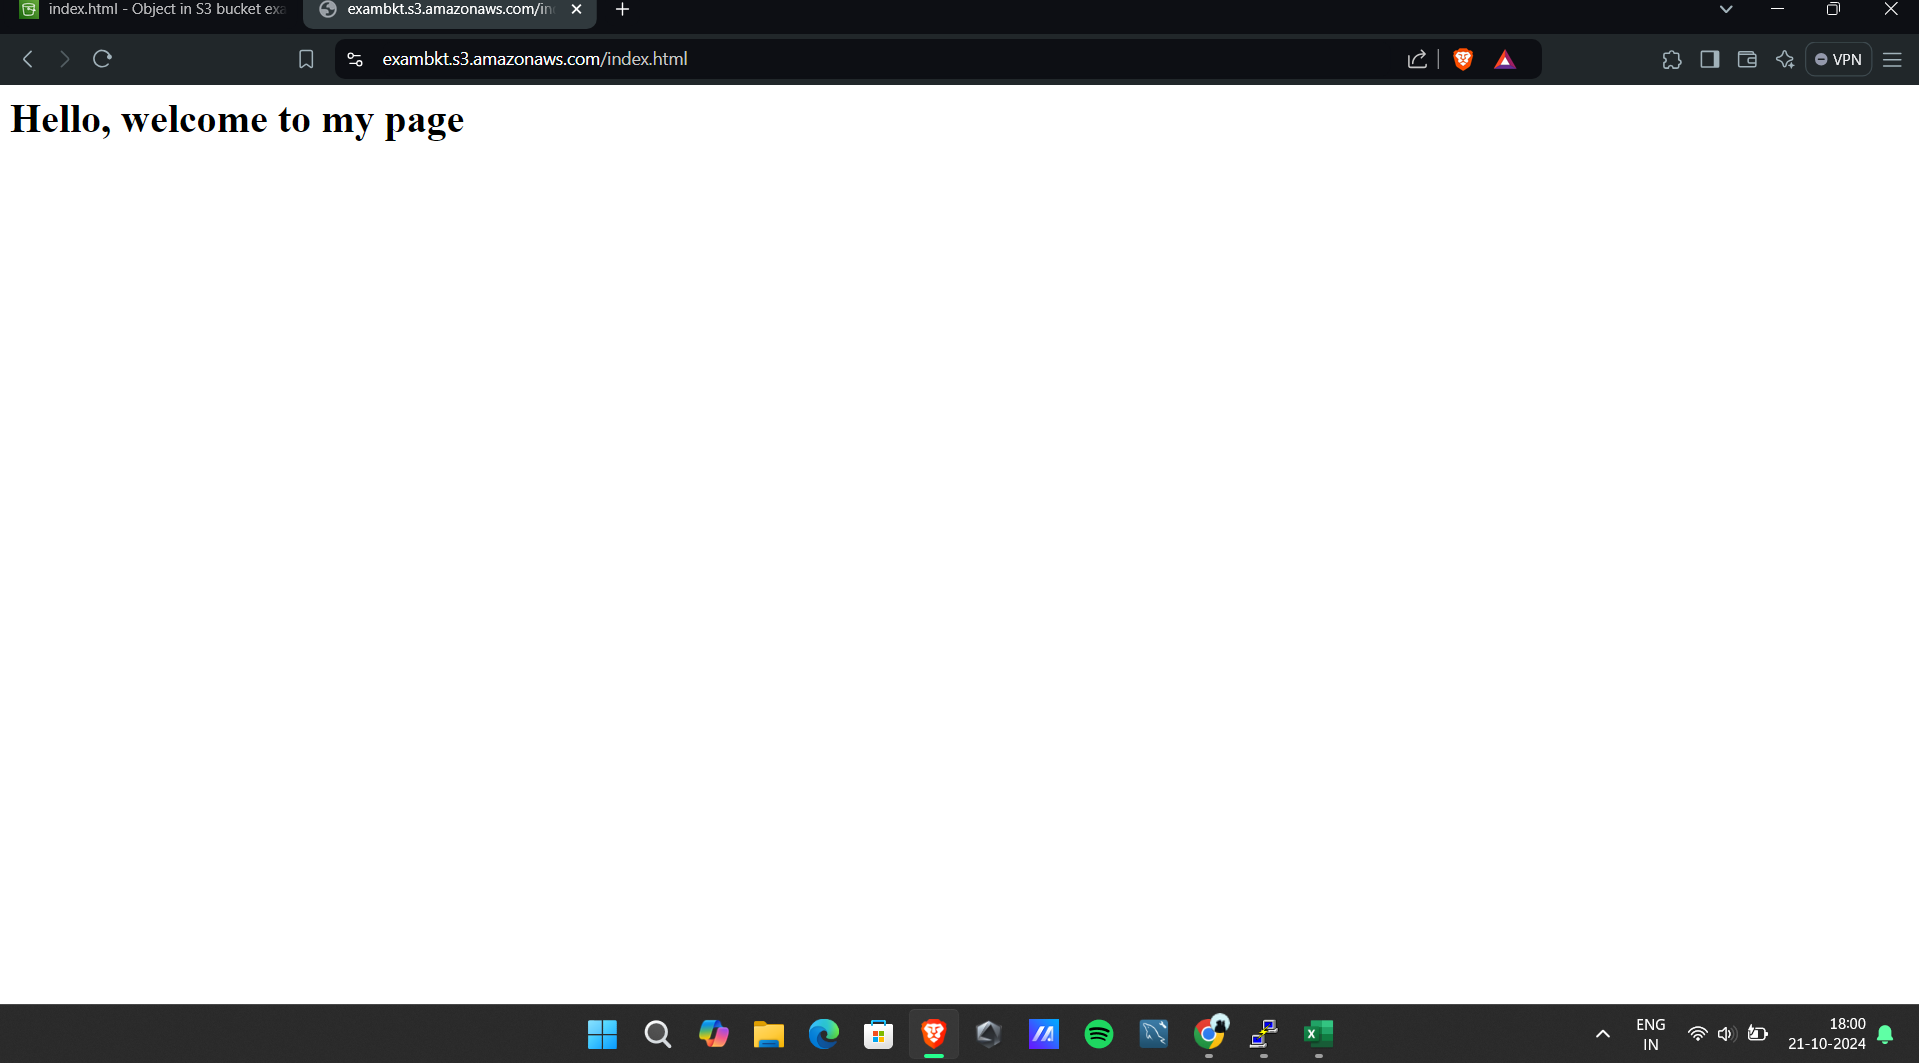 index.html - Object in S3 bucket exa
exambkt.s3.amazonaws.com/in
exambkt.s3.amazonaws.com/index.html
VPN
Hello, welcome to my page
ENG
IN
18:00
21-10-2024